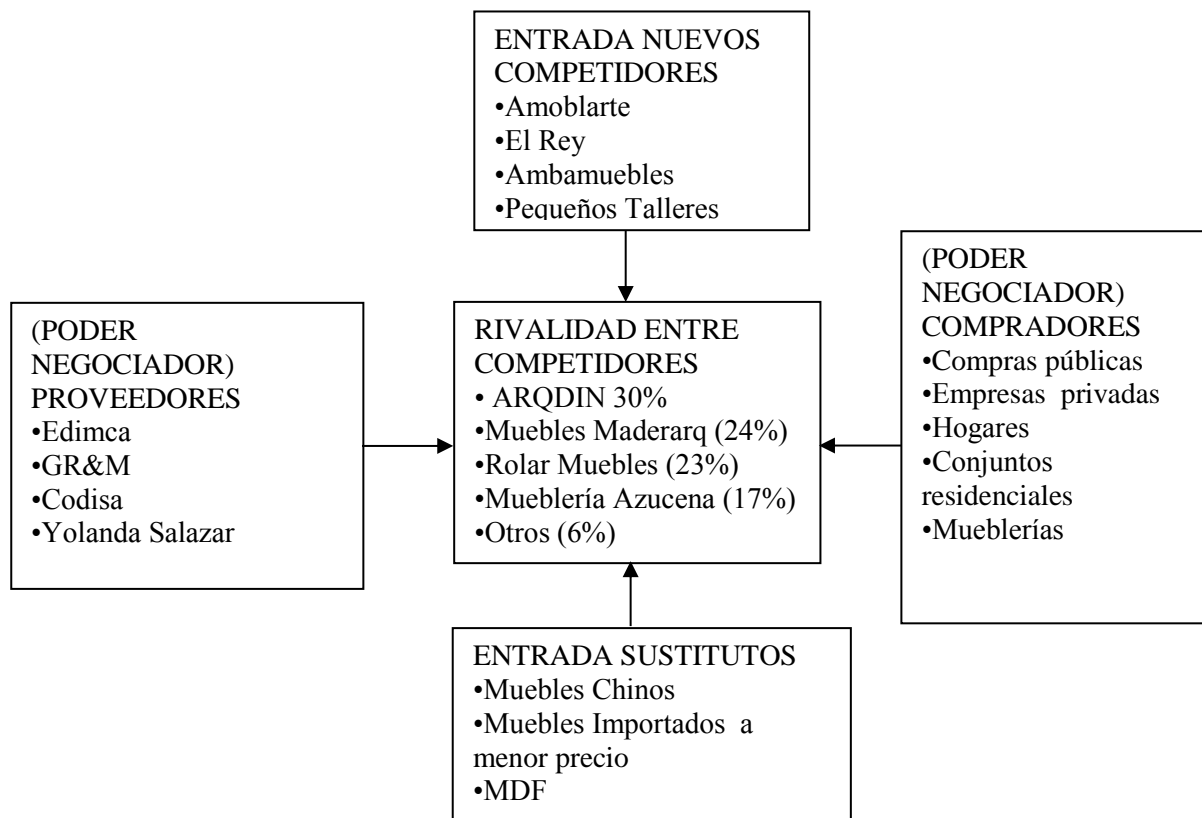 ENTRADA NUEVOS
COMPETIDORES
•Amoblarte
•El Rey
•Ambamuebles
•Pequeños Talleres
(PODER
NEGOCIADOR)
PROVEEDORES
•Edimca
•GR&M
•Codisa
•Yolanda Salazar
RIVALIDAD ENTRE
COMPETIDORES
• ARQDIN 30%
•Muebles Maderarq (24%)
•Rolar Muebles (23%)
•Mueblería Azucena (17%)
•Otros (6%)
(PODER
NEGOCIADOR)
COMPRADORES
•Compras públicas
•Empresas privadas
•Hogares
•Conjuntos
residenciales
•Mueblerías
ENTRADA SUSTITUTOS
•Muebles Chinos
•Muebles Importados a
menor precio
•MDF